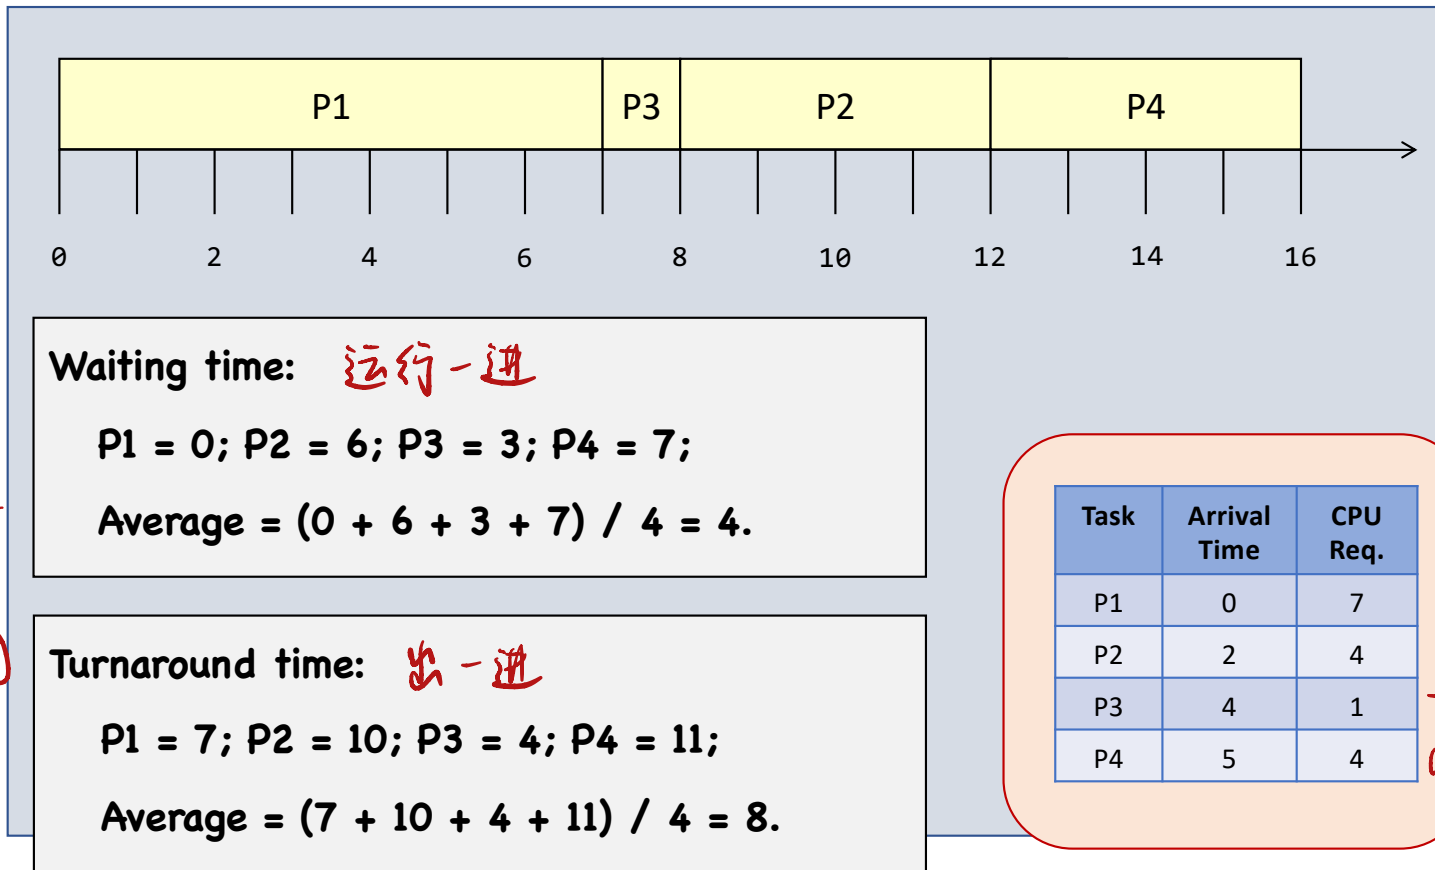 P1 P3 P2 P4
0 2 4 6 8 10 12 14 16
Waiting time: 运行-进
P1 = 0; P2 = 6; P3 = 3; P4 = 7;
Average = (0 + 6 + 3 + 7) / 4 = 4.
Turnaround time: 出-进
P1 = 7; P2 = 10; P3 = 4; P4 = 11;
Average = (7 + 10 + 4 + 11) / 4 = 8.
Task Arrival Time CPU Req.
P1 0 7
P2 2 4
P3 4 1
P4 5 4